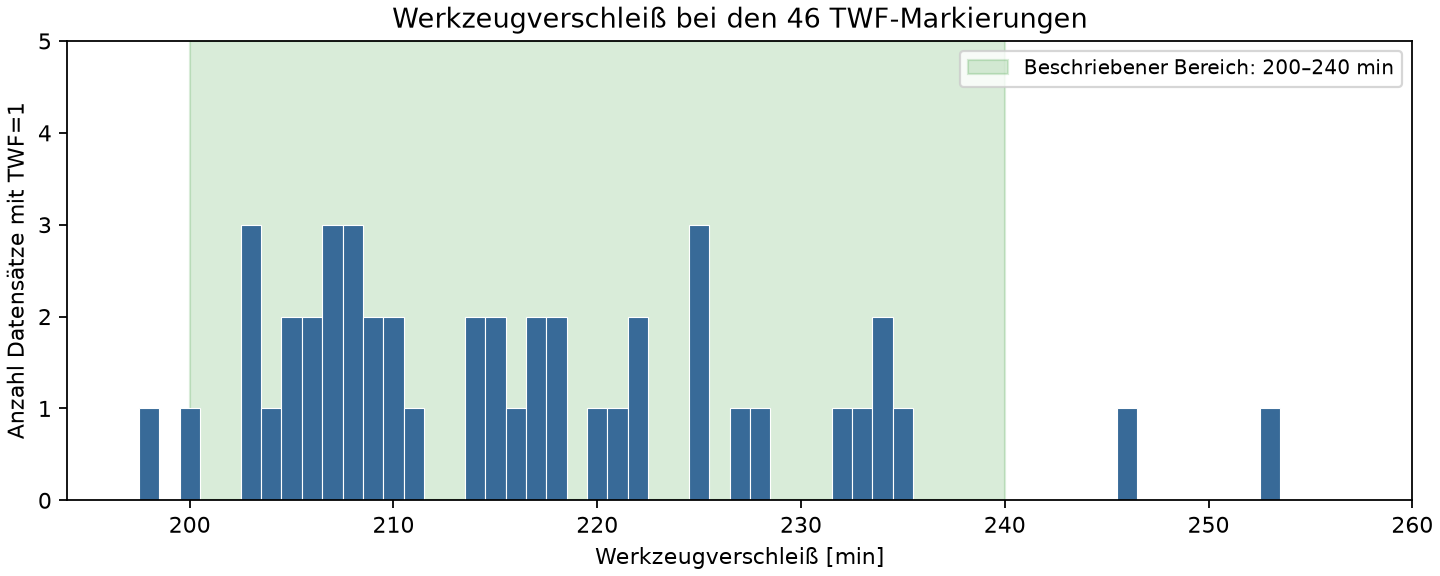 Werkzeugverschleiß bei den 46 TWF-Markierungen
Beschriebener Bereich: 200–240 min
Anzahl Datensätze mit TWF=1
5
4
3
2
1
0
200 210 220 230 240 250 260
Werkzeugverschleiß [min]